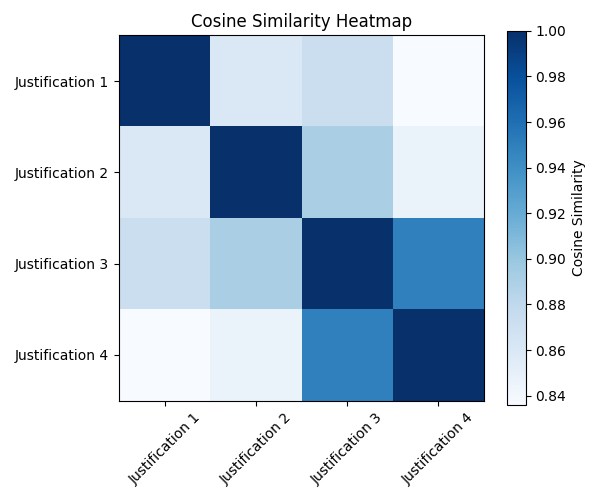 Cosine Similarity Heatmap
Justification 1
Justification 2
Justification 3
Justification 4
Justification 1
Justification 2
Justification 3
Justification 4
1.00
0.98
0.96
0.94
0.92
0.90
0.88
0.86
0.84
Cosine Similarity